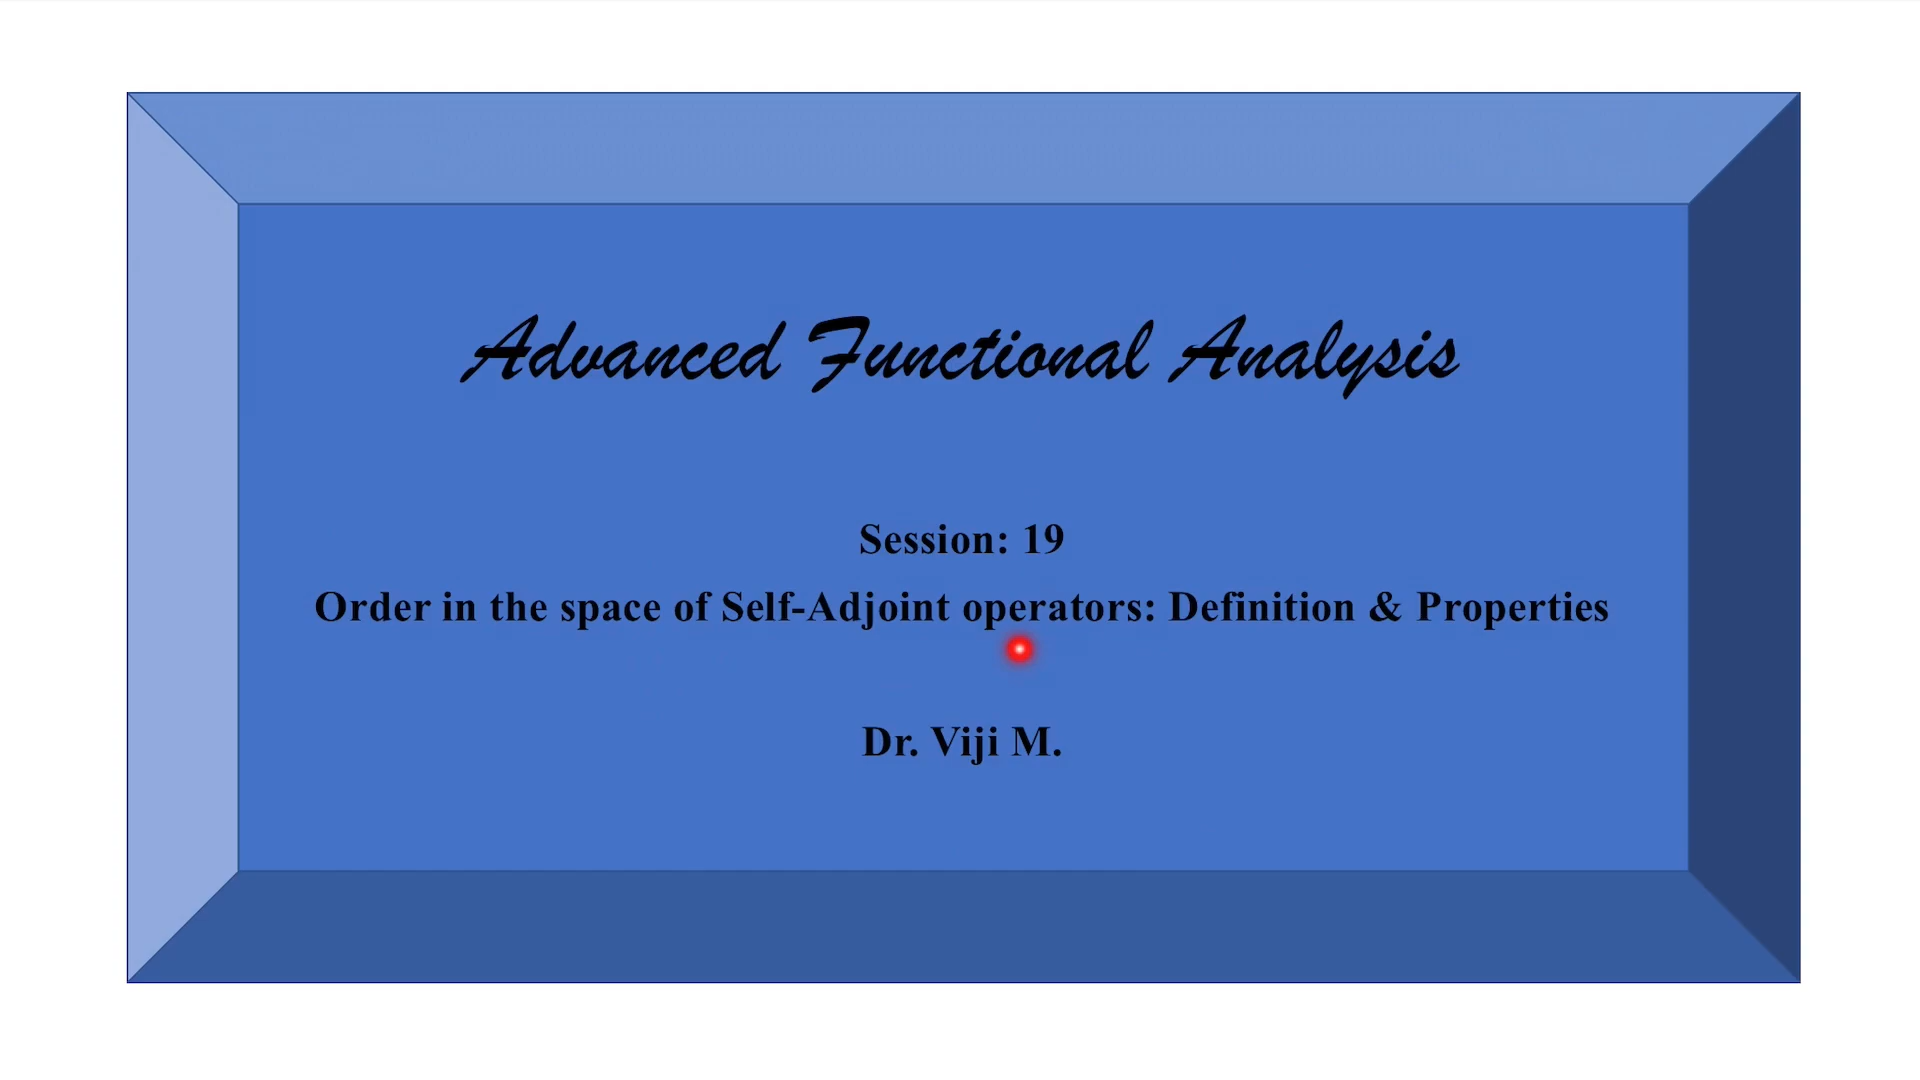 Advanced Functional Analysis
Session: 19
Order in the space of Self-Adjoint operators: Definition & Properties
Dr. Viji M.